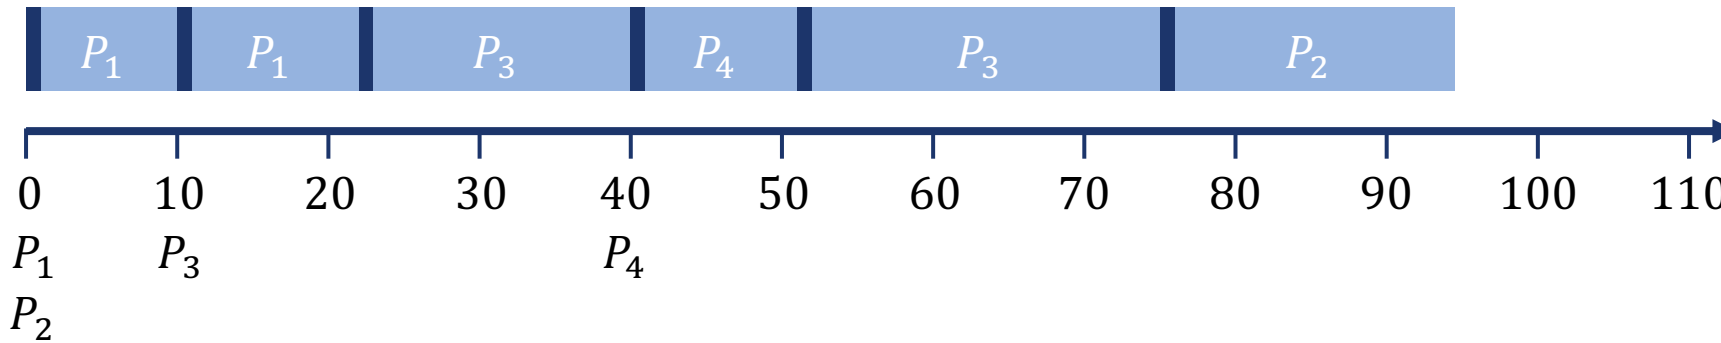 P₁ P₁ P₃ P₄ P₃ P₂
0 10 20 30 40 50 60 70 80 90 100 110
P₁ P₃ P₄
P₂